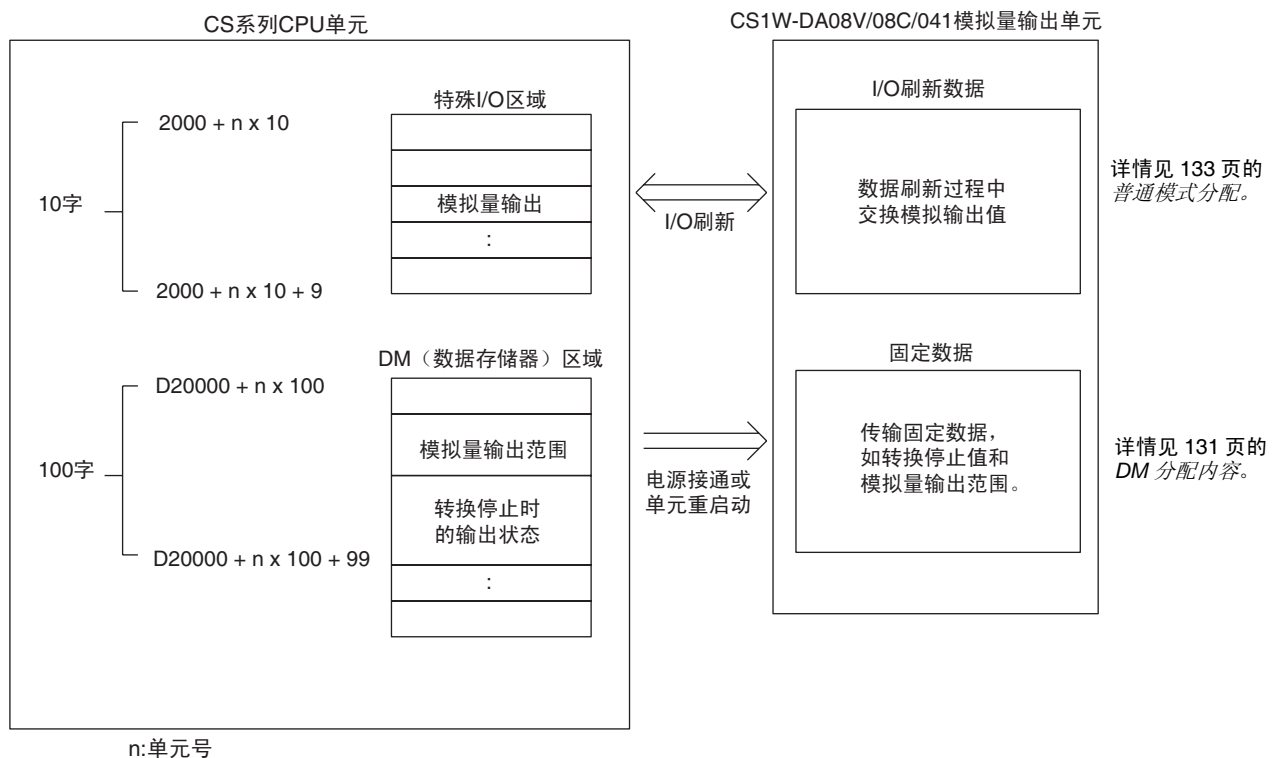 CS系列CPU单元
CS1W-DA08V/08C/041模拟量输出单元
特殊I/O区域
2000 + n x 10
10字
模拟量输出
:
2000 + n x 10 + 9
I/O刷新
I/O刷新数据
数据刷新过程中
交换模拟输出值
详情见 133 页的
普通模式分配。
DM（数据存储器）区域
D20000 + n x 100
100字
模拟量输出范围
转换停止时
的输出状态
:
D20000 + n x 100 + 99
电源接通或
单元重启动
固定数据
传输固定数据，
如转换停止值和
模拟量输出范围。
详情见 131 页的
DM 分配内容。
n:单元号